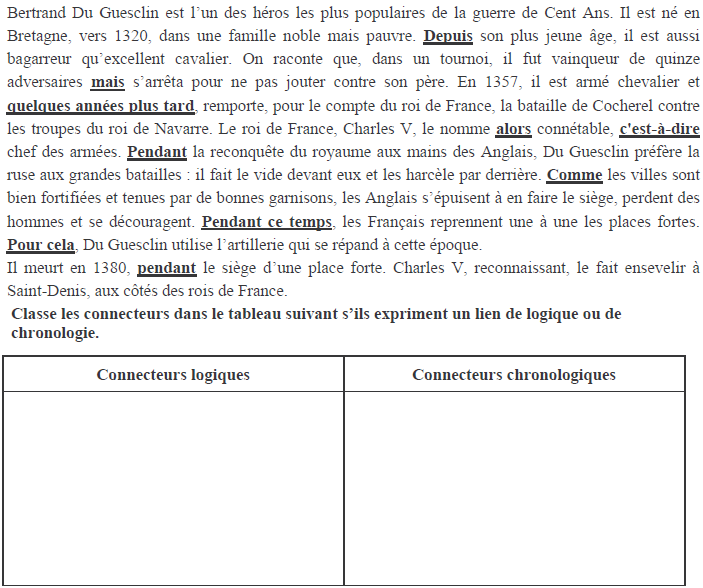 Bertrand Du Guesclin est l’un des héros les plus populaires de la guerre de Cent Ans. Il est né en
Bretagne, vers 1320, dans une famille noble mais pauvre. Depuis son plus jeune âge, il est aussi
bagarreur qu’excellent cavalier. On raconte que, dans un tournoi, il fut vainqueur de quinze
adversaires mais s’arrêta pour ne pas jouter contre son père. En 1357, il est armé chevalier et
quelques années plus tard, remporte, pour le compte du roi de France, la bataille de Cocherel contre
les troupes du roi de Navarre. Le roi de France, Charles V, le nomme alors connétable, c'est-à-dire
chef des armées. Pendant la reconquête du royaume aux mains des Anglais, Du Guesclin préfère la
ruse aux grandes batailles : il fait le vide devant eux et les harcèle par derrière. Comme les villes sont
bien fortifiées et tenues par de bonnes garnisons, les Anglais s’épuisent à en faire le siège, perdent des
hommes et se découragent. Pendant ce temps, les Français reprennent une à une les places fortes.
Pour cela, Du Guesclin utilise l’artillerie qui se répand à cette époque.
Il meurt en 1380, pendant le siège d’une place forte. Charles V, reconnaissant, le fait ensevelir à
Saint-Denis, aux côtés des rois de France.
Classe les connecteurs dans le tableau suivant s’ils expriment un lien de logique ou de
chronologie.
Connecteurs logiques
Connecteurs chronologiques